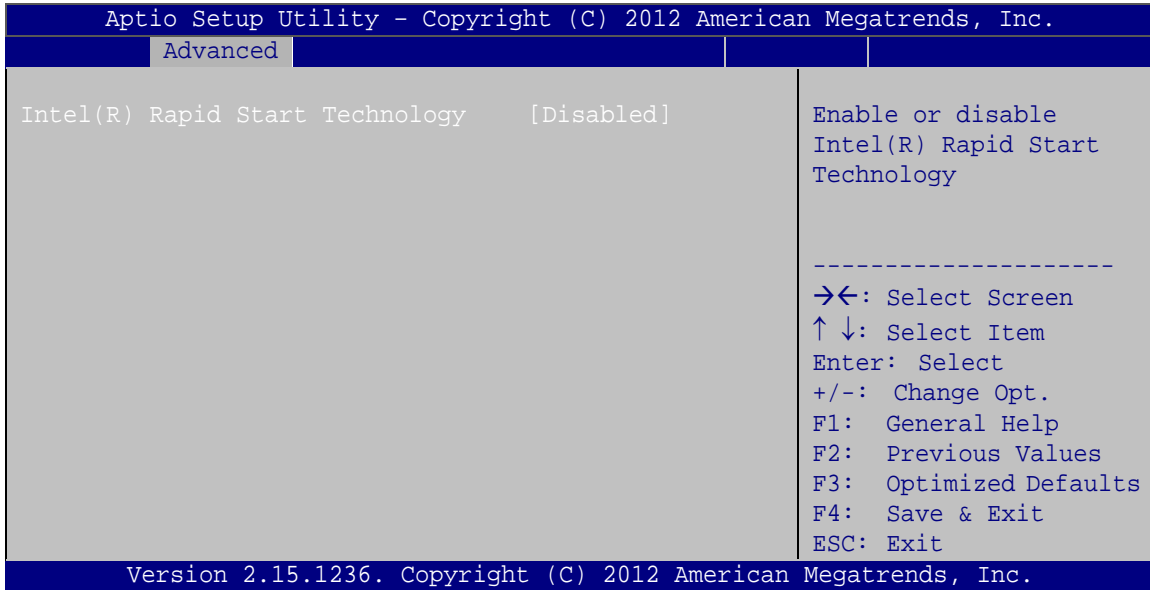 Aptio Setup Utility – Copyright (C) 2012 American Megatrends, Inc.
Advanced
Intel(R) Rapid Start Technology [Disabled]
Enable or disable
Intel(R) Rapid Start
Technology
---------------------
→←: Select Screen
↑ ↓: Select Item
Enter: Select
+/-: Change Opt.
F1: General Help
F2: Previous Values
F3: Optimized Defaults
F4: Save & Exit
ESC: Exit
Version 2.15.1236. Copyright (C) 2012 American Megatrends, Inc.